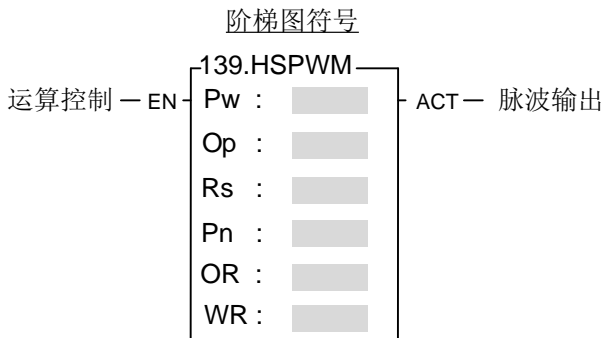 阶梯图符号
139.HSPWM
运算控制 EN Pw : ACT 脉波输出
Op :
Rs :
Pn :
OR :
WR :